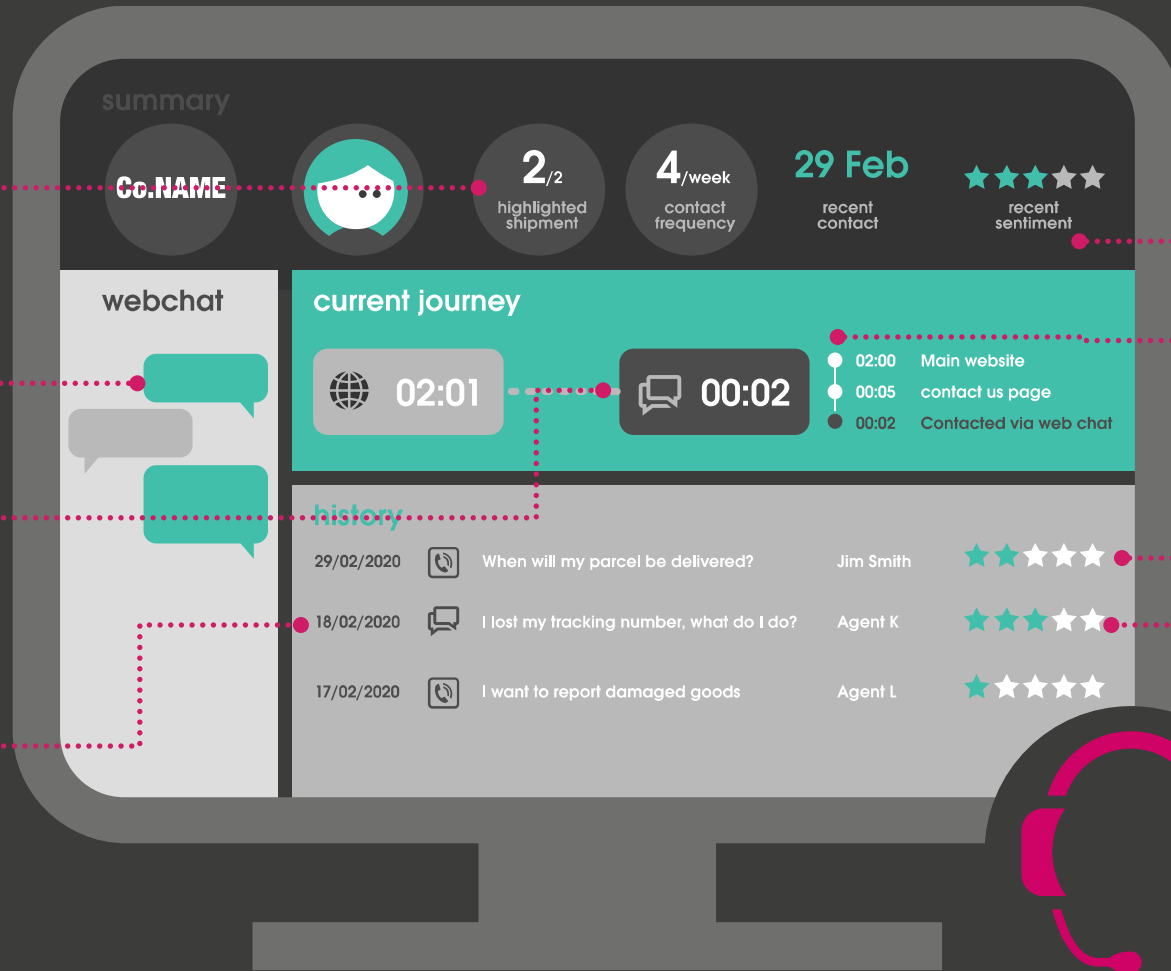 summary
Co.NAME
2/2
highlighted
shipment
4/week
contact
frequency
29 Feb
recent
contact
recent
sentiment
webchat
current journey
02:01
00:02
02:00 Main website
00:05 contact us page
00:02 Contacted via web chat
history
29/02/2020 When will my parcel be delivered? Jim Smith
18/02/2020 I lost my tracking number, what do I do? Agent K
17/02/2020 I want to report damaged goods Agent L